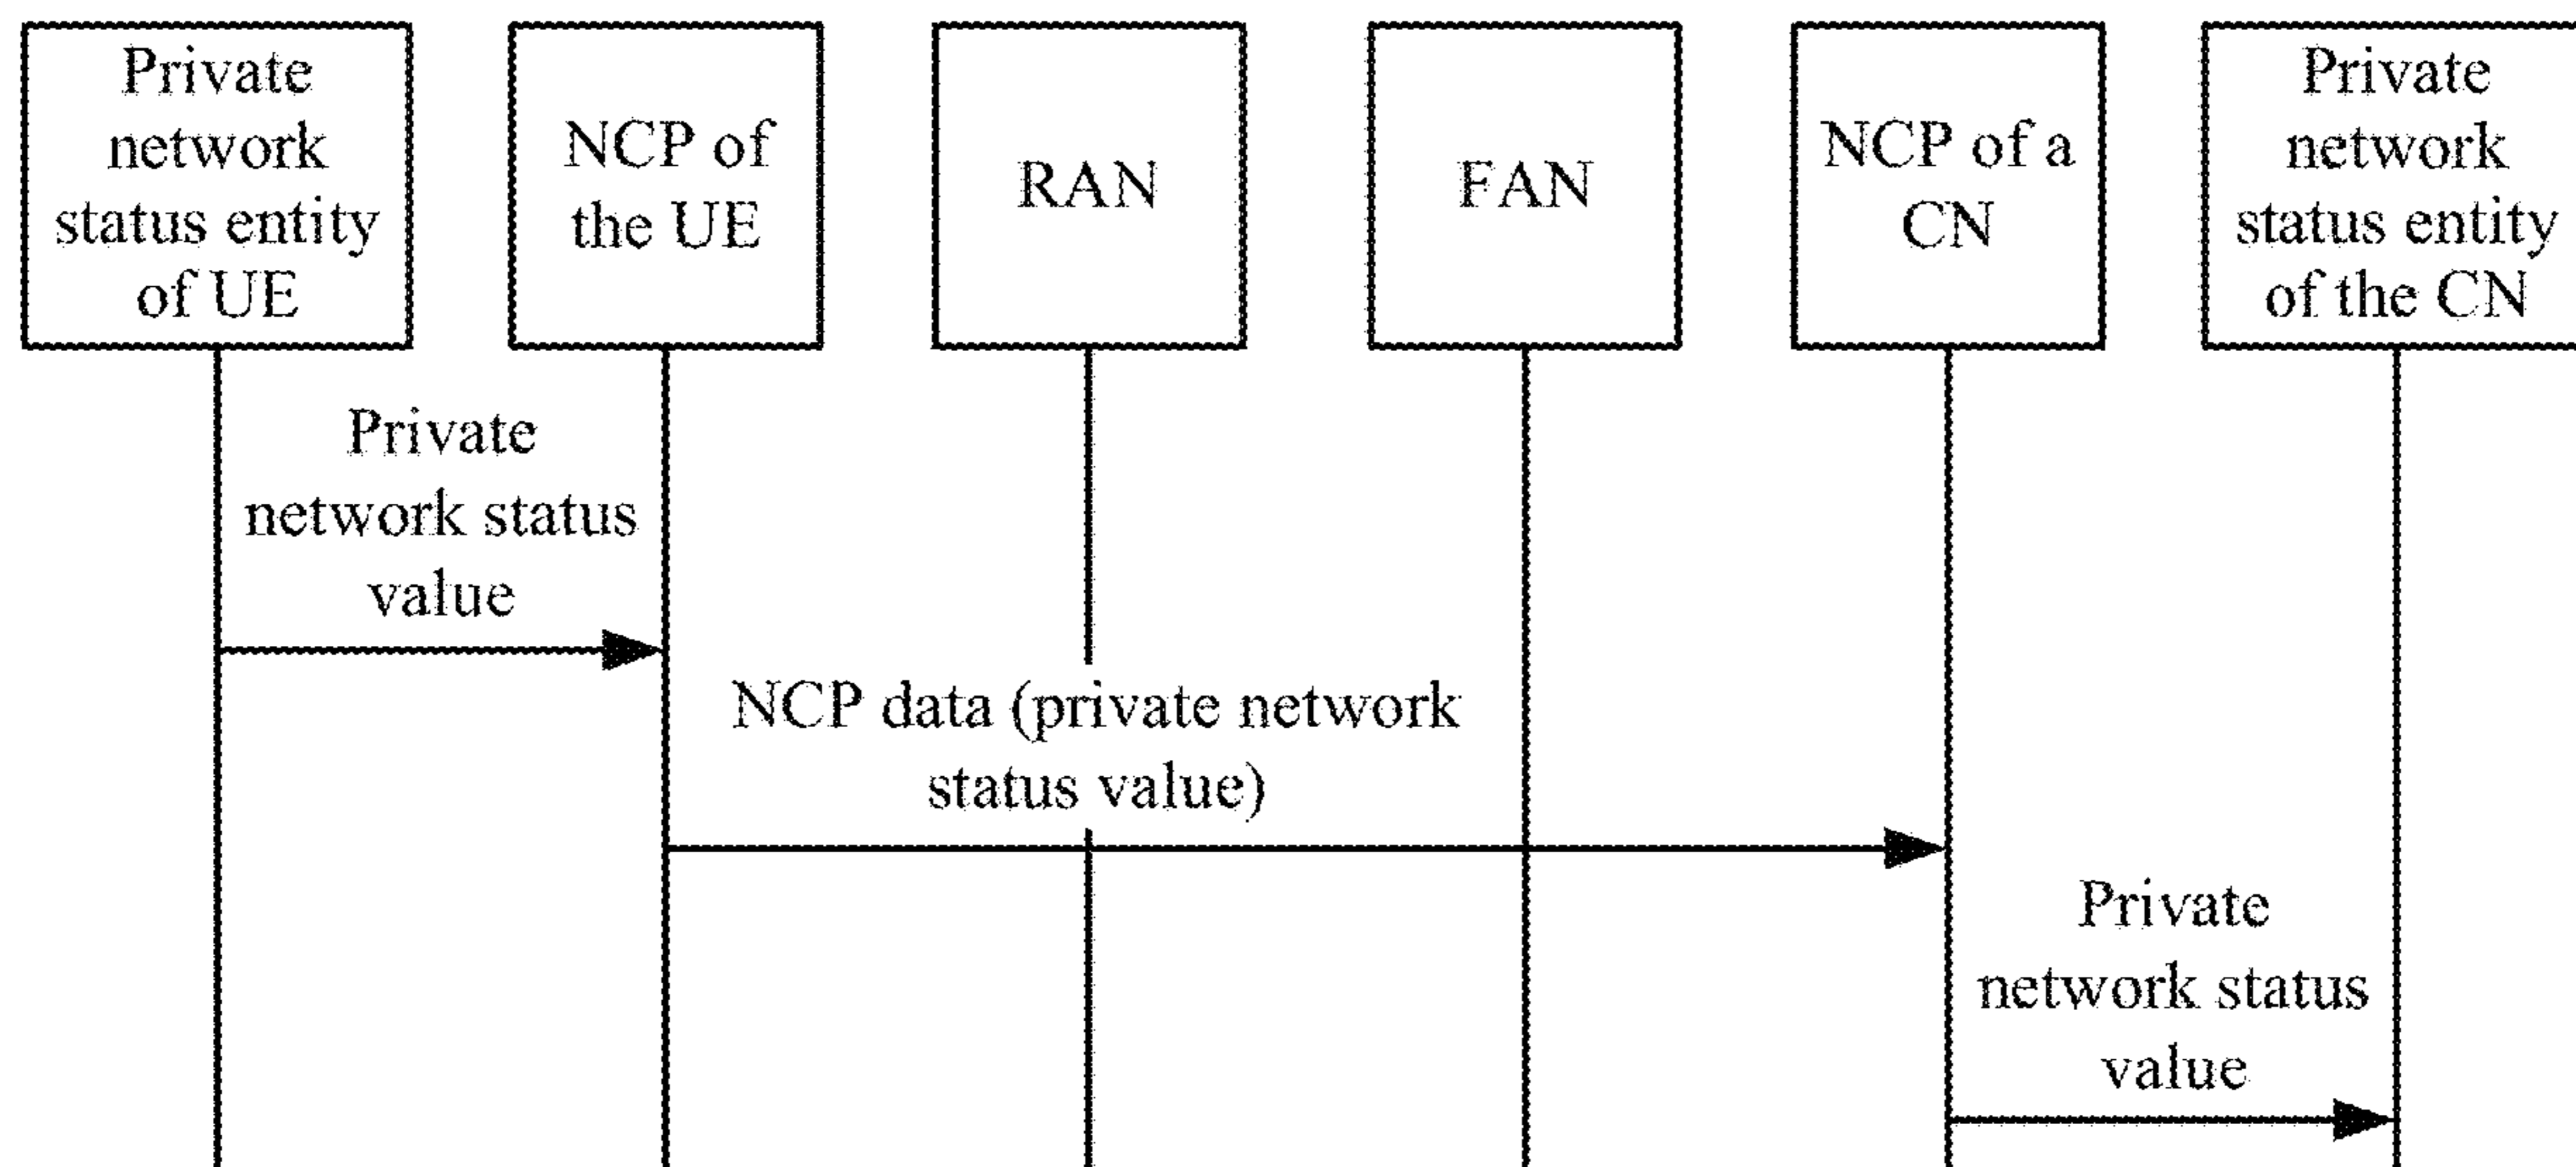 Private
network
status entity
of UE
NCP of
the UE
RAN
FAN
NCP of a
CN
Private
network
status entity
of the CN
Private
network status
value
NCP data (private network
status value)
Private
network status
value